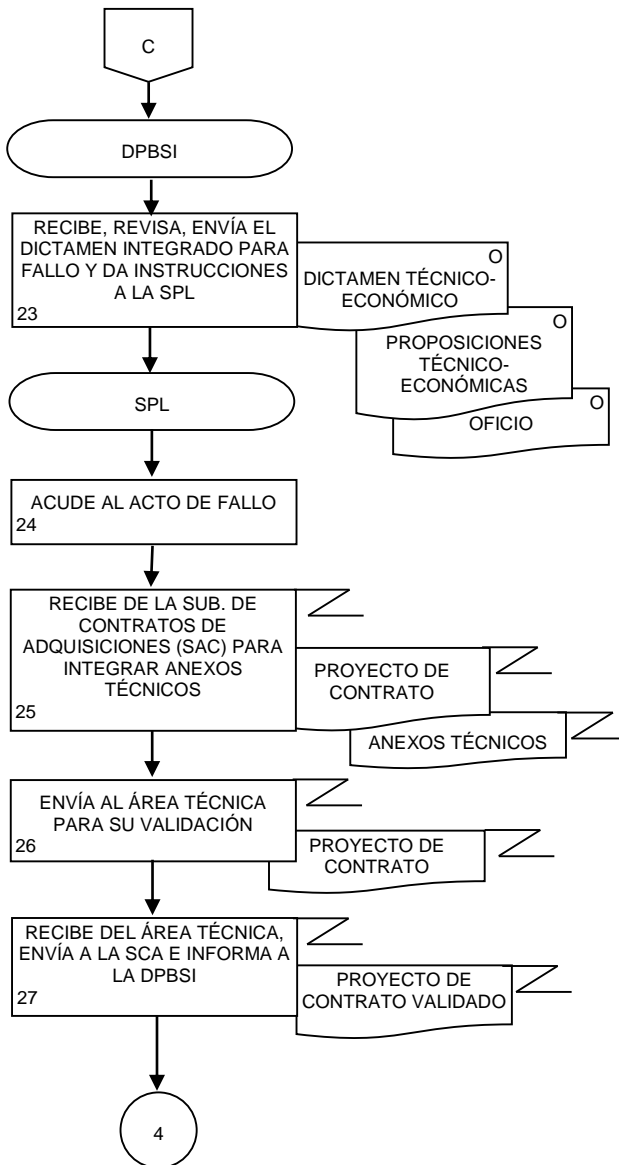 C
DPBSI
RECIBE, REVISA, ENVÍA EL
DICTAMEN INTEGRADO PARA
FALLO Y DA INSTRUCCIONES
A LA SPL
23
O
DICTAMEN TÉCNICO-
ECONÓMICO
O
PROPOSICIONES
TÉCNICO-
ECONÓMICAS
O
OFICIO
SPL
ACUDE AL ACTO DE FALLO
24
RECIBE DE LA SUB. DE
CONTRATOS DE
ADQUISICIONES (SAC) PARA
INTEGRAR ANEXOS
TÉCNICOS
25
PROYECTO DE
CONTRATO
ANEXOS TÉCNICOS
ENVÍA AL ÁREA TÉCNICA
PARA SU VALIDACIÓN
26
PROYECTO DE
CONTRATO
RECIBE DEL ÁREA TÉCNICA,
ENVÍA A LA SCA E INFORMA A
LA DPBSI
27
PROYECTO DE
CONTRATO VALIDADO
4